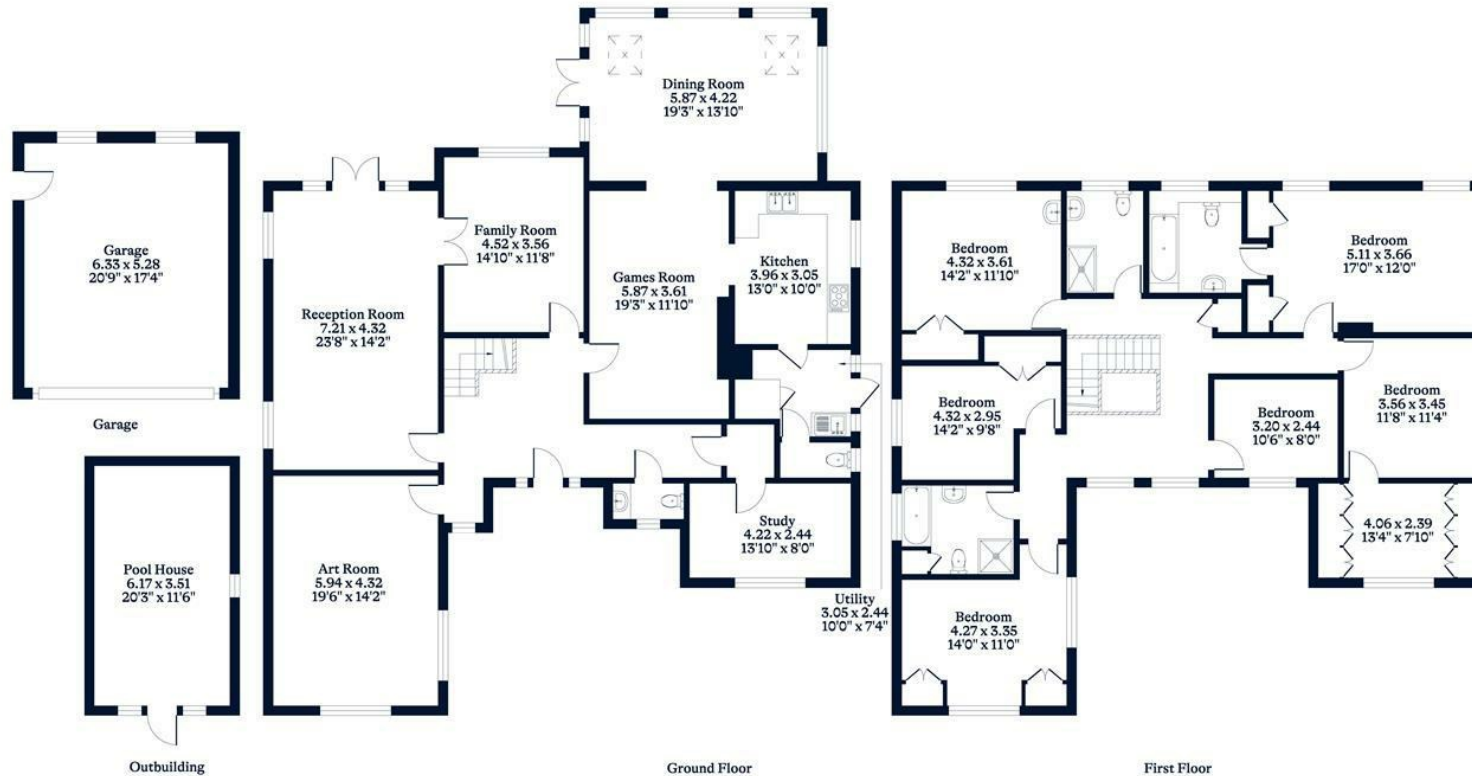 Dining Room
5.87 x 4.22
19'3" x 13'10"
Garage
6.33 x 5.28
20'9" x 17'4"
Garage
Reception Room
7.21 x 4.32
23'8" x 14'2"
Family Room
4.52 x 3.56
14'10" x 11'8"
Games Room
5.87 x 3.61
19'3" x 11'10"
Kitchen
3.96 x 3.05
13'0" x 10'0"
Study
4.22 x 2.44
13'10" x 8'0"
Utility
3.05 x 2.44
10'0" x 7'4"
Art Room
5.94 x 4.32
19'6" x 14'2"
Pool House
6.17 x 3.51
20'3" x 11'6"
Bedroom
4.32 x 3.61
14'2" x 11'10"
Bedroom
5.11 x 3.66
17'0" x 12'0"
Bedroom
4.32 x 2.95
14'2" x 9'8"
Bedroom
3.20 x 2.44
10'6" x 8'0"
Bedroom
3.56 x 3.45
11'8" x 11'4"
4.06 x 2.39
13'4" x 7'10"
Bedroom
4.27 x 3.35
14'0" x 11'0"
Outbuilding
Ground Floor
First Floor